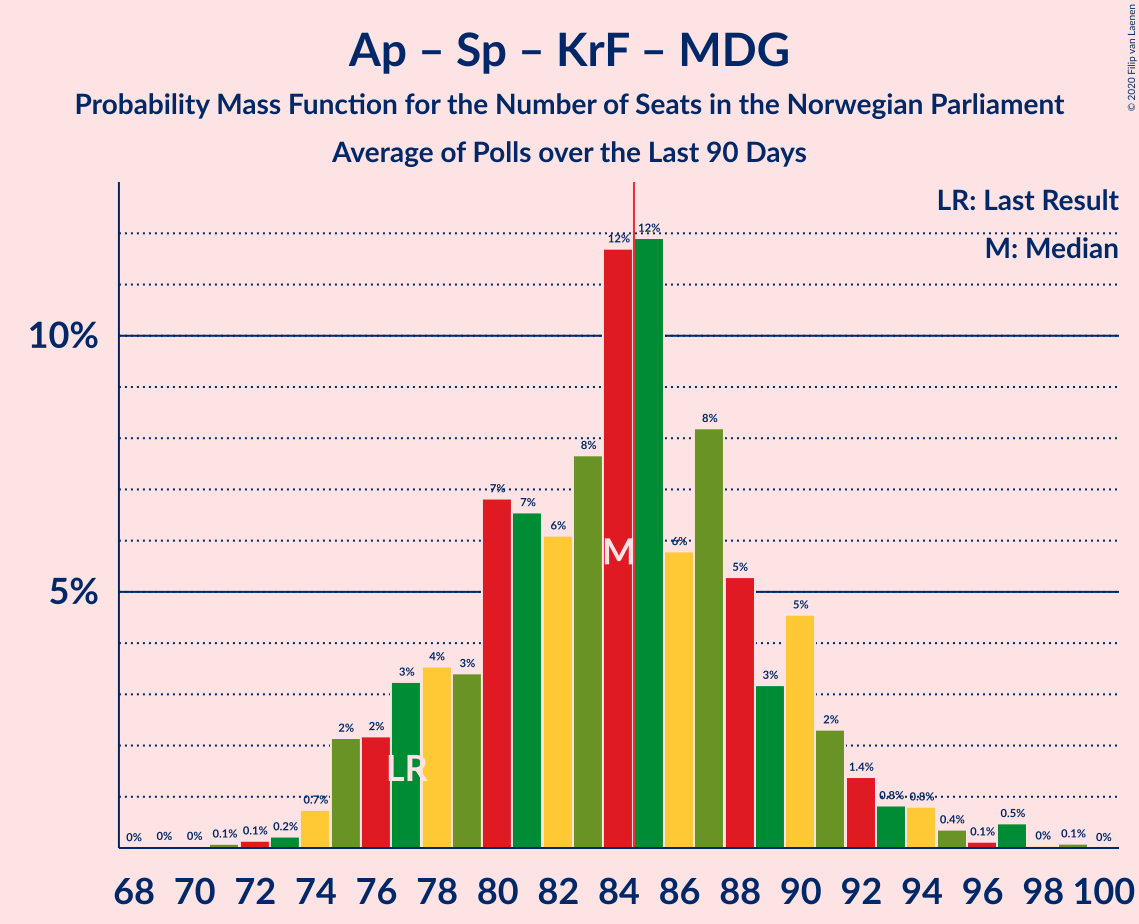 Ap – Sp – KrF – MDG
Probability Mass Function for the Number of Seats in the Norwegian Parliament
Average of Polls over the Last 90 Days
© 2020 Filip van Laenen
LR: Last Result
M: Median
10%
5%
0% 0% 0% 0.1% 0.1% 0.2% 0.7% 2% 2% 3% 4% 3% 7% 7% 6% 8% 12% 12% 6% 8% 5% 3% 5% 2% 1.4% 0.8% 0.8% 0.4% 0.1% 0.5% 0% 0.1% 0%
M
LR
68 70 72 74 76 78 80 82 84 86 88 90 92 94 96 98 100